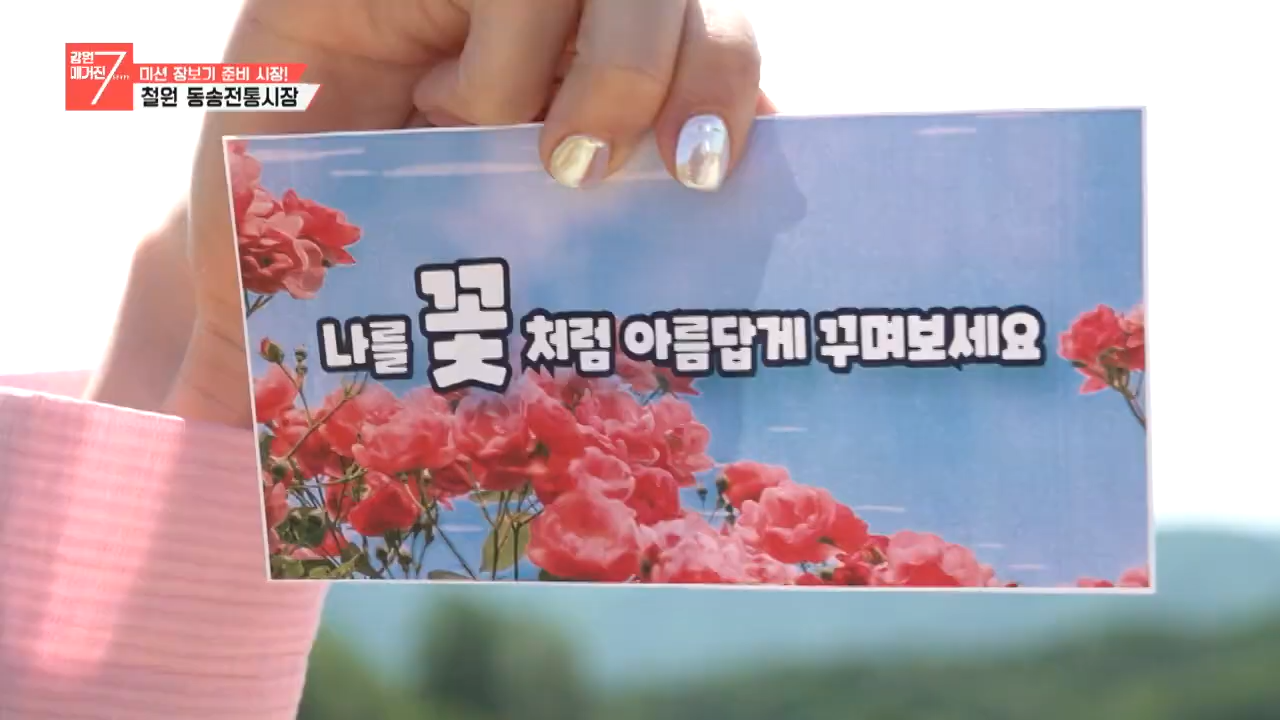 강원
매거진 7
미션 장보기 준비 시장!
철원 동송전통시장
나를 꽃처럼 아름답게 꾸며보세요